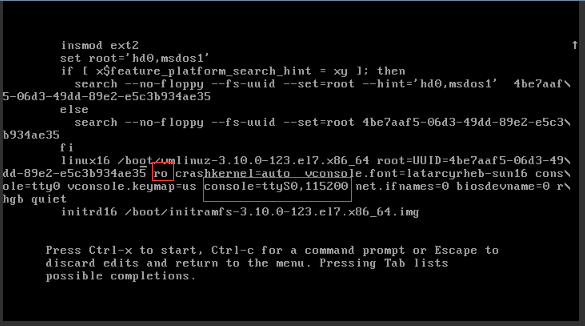 insmod ext2
set root='hd0,msdos1'
if [ x$feature_platform_search_hint = xy ]; then
search --no-floppy --fs-uuid --set=root --hint='hd0,msdos1'  4be7aaf\
5-06d3-49dd-89e2-e5c3b934ae35
else
search --no-floppy --fs-uuid --set=root 4be7aaf5-06d3-49dd-89e2-e5c3\
b934ae35
fi
linux16 /boot/vmlinuz-3.10.0-123.el7.x86_64 root=UUID=4be7aaf5-06d3-49\
dd-89e2-e5c3b934ae35 ro crashkernel=auto  vconsole.font=latarcyrheb-sun16 cons\
ole=tty0 vconsole.keymap=us console=ttyS0,115200 net.ifnames=0 biosdevname=0 r\
hgb quiet
initrd16 /boot/initramfs-3.10.0-123.el7.x86_64.img
Press Ctrl-x to start, Ctrl-c for a command prompt or Escape to
discard edits and return to the menu. Pressing Tab lists
possible completions.